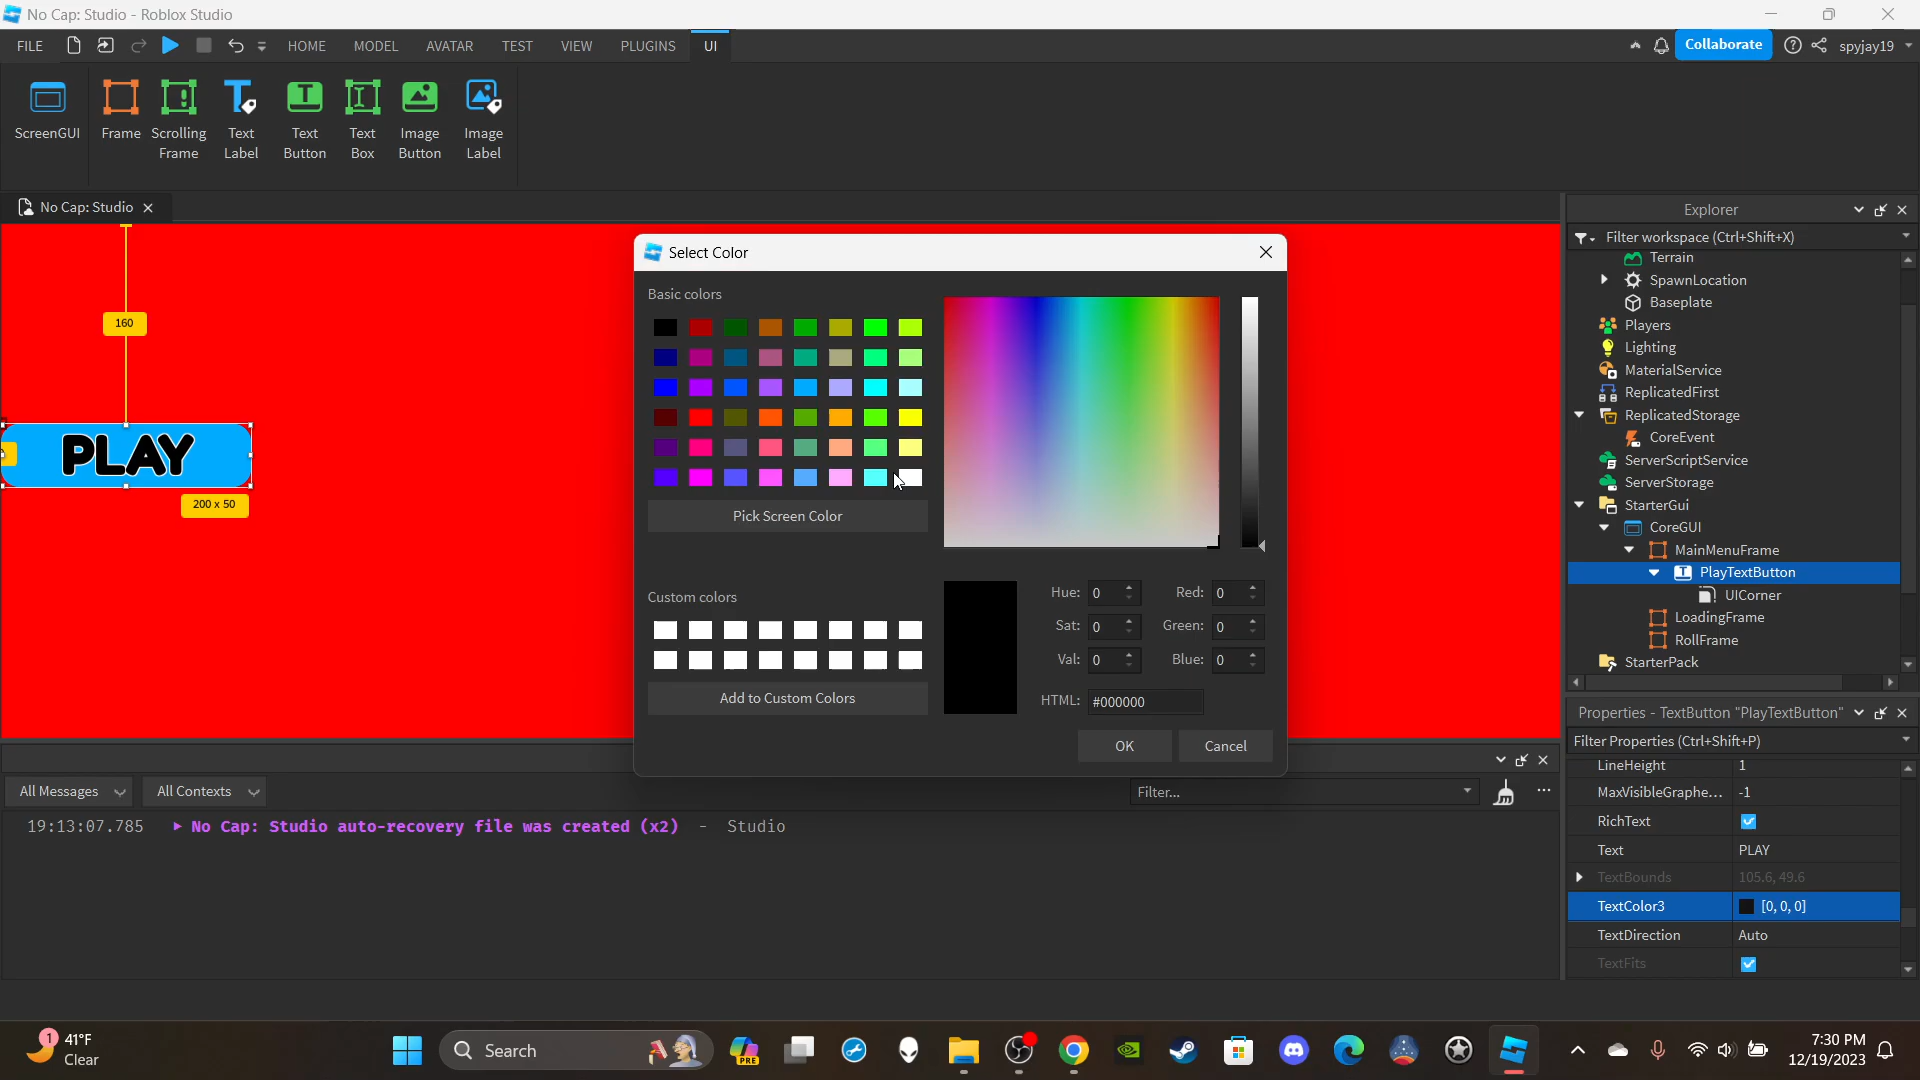 No Cap: Studio - Roblox Studio
FILE HOME MODEL AVATAR TEST VIEW PLUGINS UI Collaborate spyjay19
ScreenGUI
Frame
Scrolling
Frame
Text
Label
Text
Button
Text
Box
Image
Button
Image
Label
No Cap: Studio
160
PLAY
200 x 50
Select Color
Basic colors
Pick Screen Color
Custom colors
Add to Custom Colors
Hue: 0 Red: 0
Sat: 0 Green: 0
Val: 0 Blue: 0
HTML: #000000
OK Cancel
Explorer
Filter workspace (Ctrl+Shift+X)
Terrain
SpawnLocation
Baseplate
Players
Lighting
MaterialService
ReplicatedFirst
ReplicatedStorage
CoreEvent
ServerScriptService
ServerStorage
StarterGui
CoreGUI
MainMenuFrame
PlayTextButton
UICorner
LoadingFrame
RollFrame
StarterPack
Properties - TextButton "PlayTextButton"
Filter Properties (Ctrl+Shift+P)
LineHeight 1
MaxVisibleGraphe... -1
RichText
Text PLAY
TextBounds 105.6, 49.6
TextColor3 [0, 0, 0]
TextDirection Auto
TextFits
All Messages All Contexts Filter...
19:13:07.785 No Cap: Studio auto-recovery file was created (x2) - Studio
1
41°F
Clear
Search
PRE
7:30 PM
12/19/2023